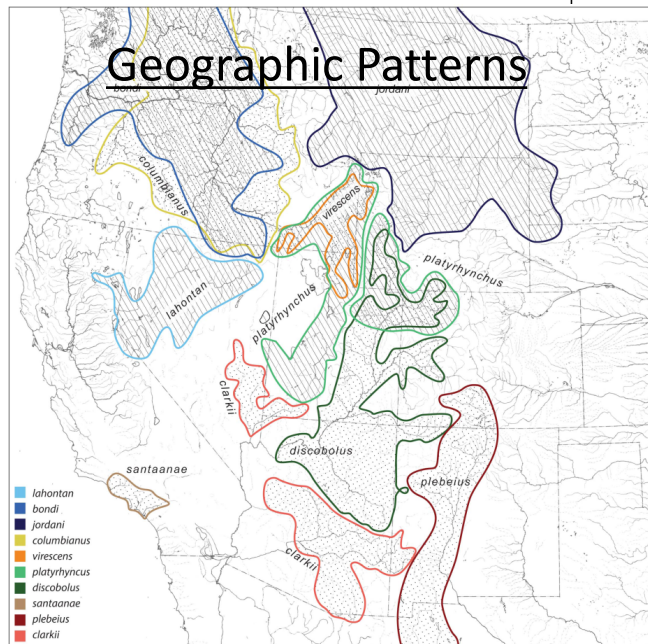 Geographic Patterns
bondi
jordani
columbianus
virescens
platyrhynchus
lahontan
platyrhynchus
clarkii
discobolus
santaanae
plebeius
clarkii
lahontan
bondi
jordani
columbianus
virescens
platyrhyncus
discobolus
santaanae
plebeius
clarkii